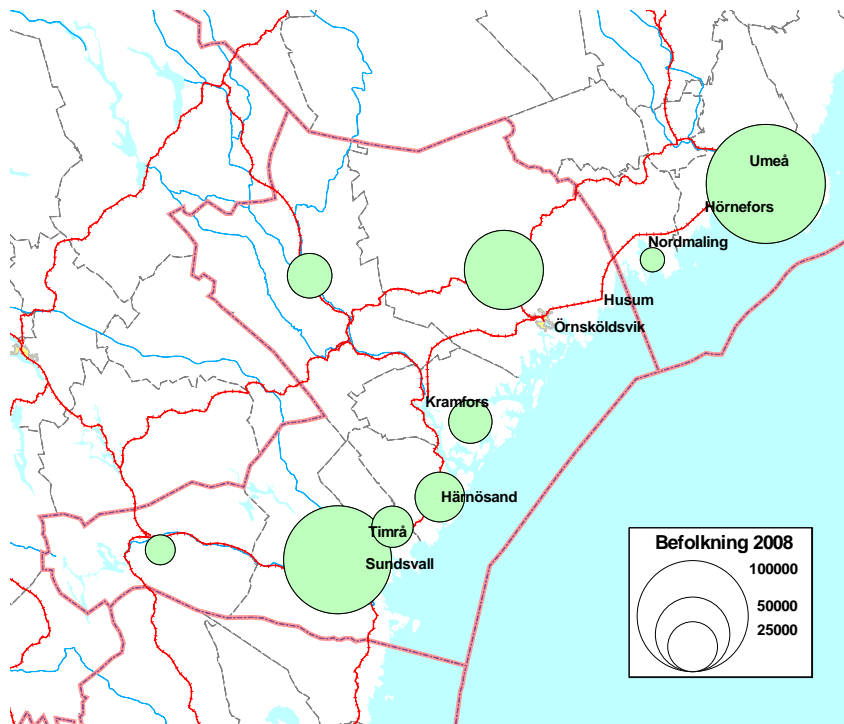 Umeå
Hörnefors
Nordmaling
Husum
Örnsköldsvik
Kramfors
Härnösand
Timrå
Sundsvall
Befolkning 2008
100000
50000
25000